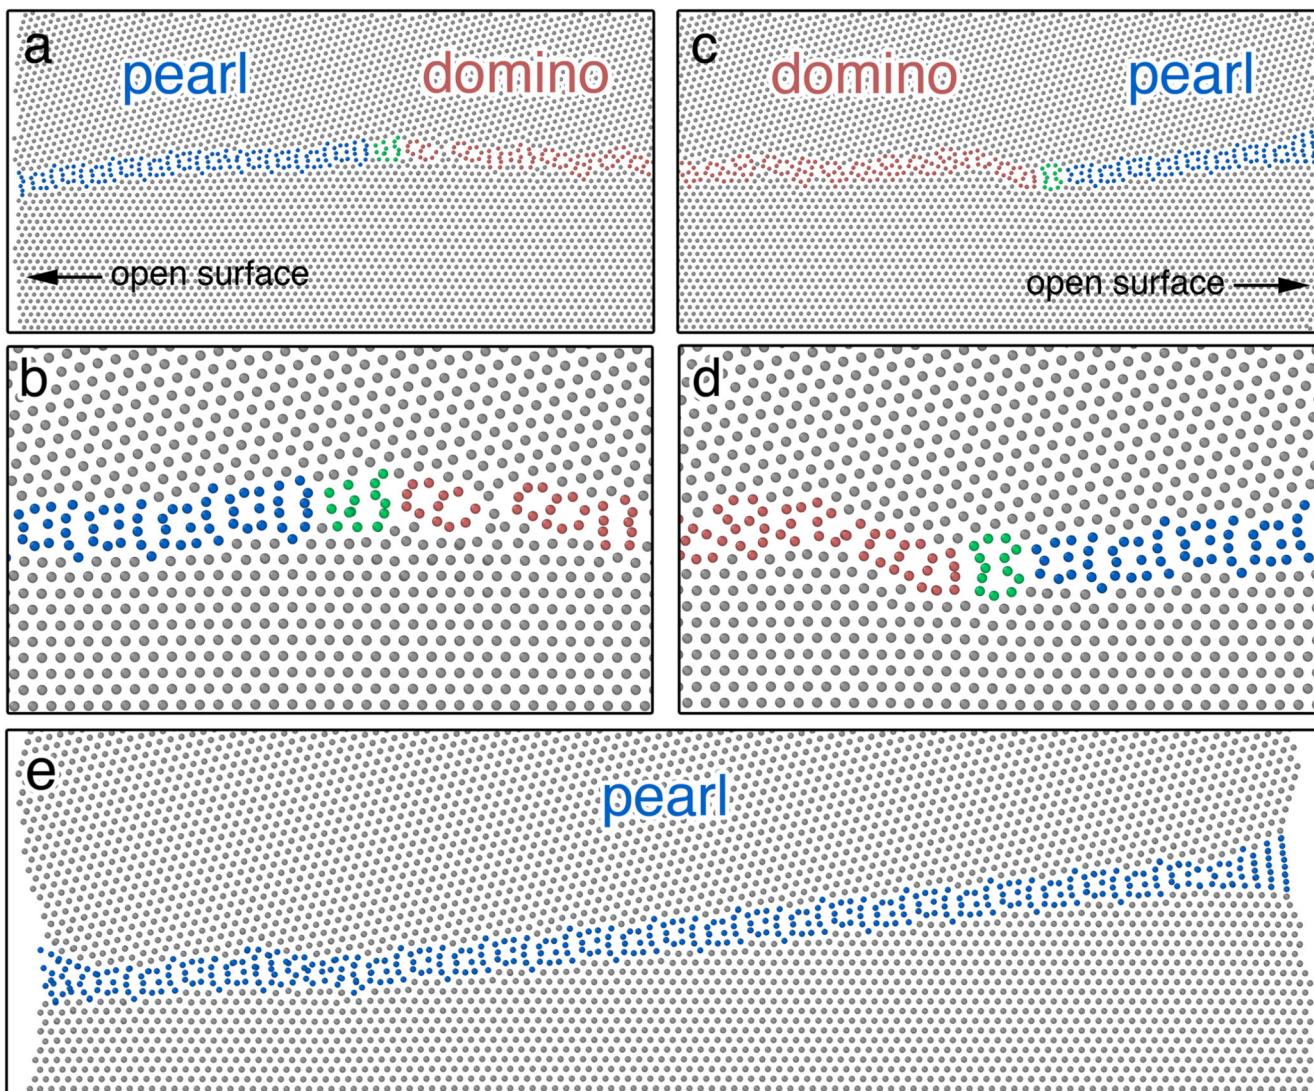 a
pearl
domino
open surface
c
domino
pearl
open surface
b
d
e
pearl